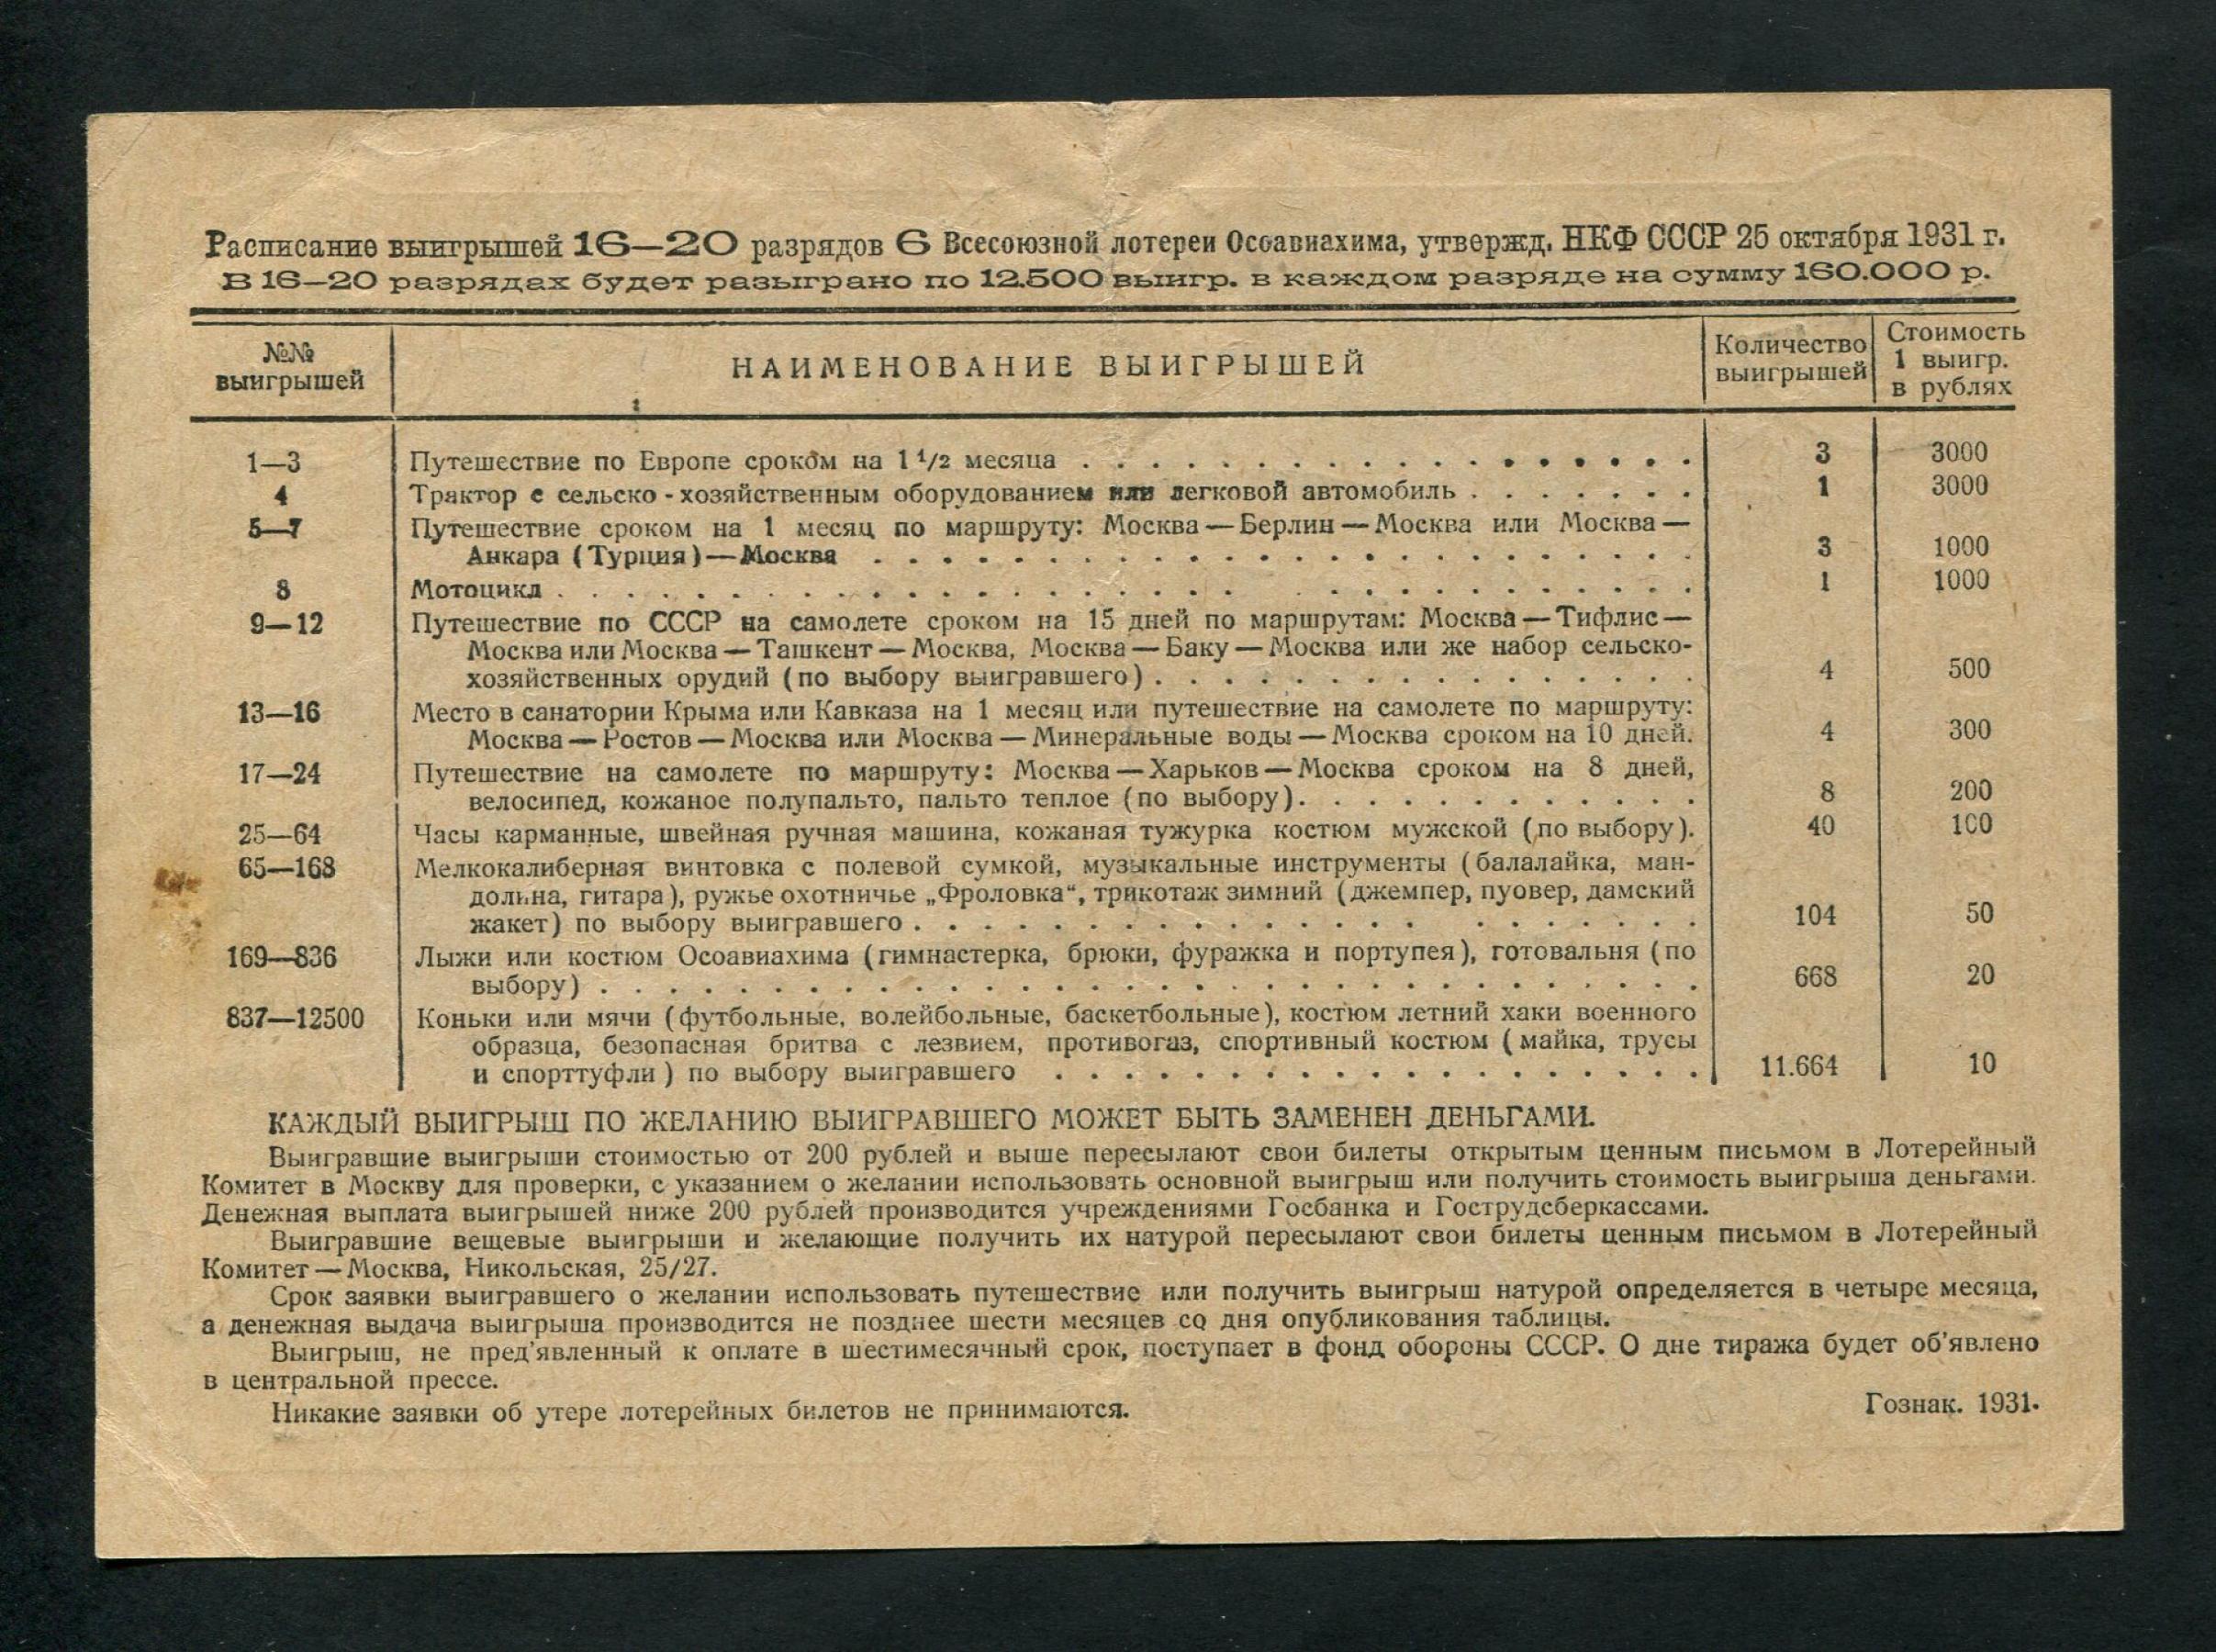 Расписание выигрышей 16—20 разрядов 6 Всесоюзной лотереи Осоавиахима, утвержд. НКФ СССР 25 октября 1931 г.
В 16—20 разрядах будет разыграно по 12.500 выигр. в каждом разряде на сумму 160.000 р.
№№ выигрышей
НАИМЕНОВАНИЕ ВЫИГРЫШЕЙ
Количество выигрышей
Стоимость 1 выигр. в рублях
1—3 Путешествие по Европе сроком на 1 1/2 месяца . . . . . . . . . . . . . . . . . . 3 3000
4 Трактор с сельско-хозяйственным оборудованием или легковой автомобиль . . . . . . . 1 3000
5—7 Путешествие сроком на 1 месяц по маршруту: Москва—Берлин—Москва или Москва—
Анкара (Турция)—Москва . . . . . . . . . . . . . . . . . . . . . . . . 3 1000
8 Мотоцикл . . . . . . . . . . . . . . . . . . . . . . . . . . . . . . . 1 1000
9—12 Путешествие по СССР на самолете сроком на 15 дней по маршрутам: Москва—Тифлис—
Москва или Москва—Ташкент—Москва, Москва—Баку—Москва или же набор сельско-
хозяйственных орудий (по выбору выигравшего) . . . . . . . . . . . . . . . . 4 500
13—16 Место в санатории Крыма или Кавказа на 1 месяц или путешествие на самолете по маршруту:
Москва—Ростов—Москва или Москва—Минеральные воды—Москва сроком на 10 дней. 4 300
17—24 Путешествие на самолете по маршруту: Москва—Харьков—Москва сроком на 8 дней,
велосипед, кожаное полупальто, пальто теплое (по выбору). . . . . . . . . . . . 8 200
25—64 Часы карманные, швейная ручная машина, кожаная тужурка костюм мужской (по выбору). 40 100
65—168 Мелкокалиберная винтовка с полевой сумкой, музыкальные инструменты (балалайка, ман-
долина, гитара), ружье охотничье „Фроловка“, трикотаж зимний (джемпер, пуовер, дамский
жакет) по выбору выигравшего . . . . . . . . . . . . . . . . . . . . . . 104 50
169—836 Лыжи или костюм Осоавиахима (гимнастерка, брюки, фуражка и портупея), готовальня (по
выбору) . . . . . . . . . . . . . . . . . . . . . . . . . . . . . . . . 668 20
837—12500 Коньки или мячи (футбольные, волейбольные, баскетбольные), костюм летний хаки военного
образца, безопасная бритва с лезвием, противогаз, спортивный костюм (майка, трусы
и спорттуфли) по выбору выигравшего . . . . . . . . . . . . . . . . . . . 11.664 10
КАЖДЫЙ ВЫИГРЫШ ПО ЖЕЛАНИЮ ВЫИГРАВШЕГО МОЖЕТ БЫТЬ ЗАМЕНЕН ДЕНЬГАМИ.
Выигравшие выигрыши стоимостью от 200 рублей и выше пересылают свои билеты открытым ценным письмом в Лотерейный
Комитет в Москву для проверки, с указанием о желании использовать основной выигрыш или получить стоимость выигрыша деньгами.
Денежная выплата выигрышей ниже 200 рублей производится учреждениями Госбанка и Гострудсберкассами.
Выигравшие вещевые выигрыши и желающие получить их натурой пересылают свои билеты ценным письмом в Лотерейный
Комитет—Москва, Никольская, 25/27.
Срок заявки выигравшего о желании использовать путешествие или получить выигрыш натурой определяется в четыре месяца,
а денежная выдача выигрыша производится не позднее шести месяцев со дня опубликования таблицы.
Выигрыш, не пред'явленный к оплате в шестимесячный срок, поступает в фонд обороны СССР. О дне тиража будет об'явлено
в центральной прессе.
Никакие заявки об утере лотерейных билетов не принимаются. Гознак. 1931.